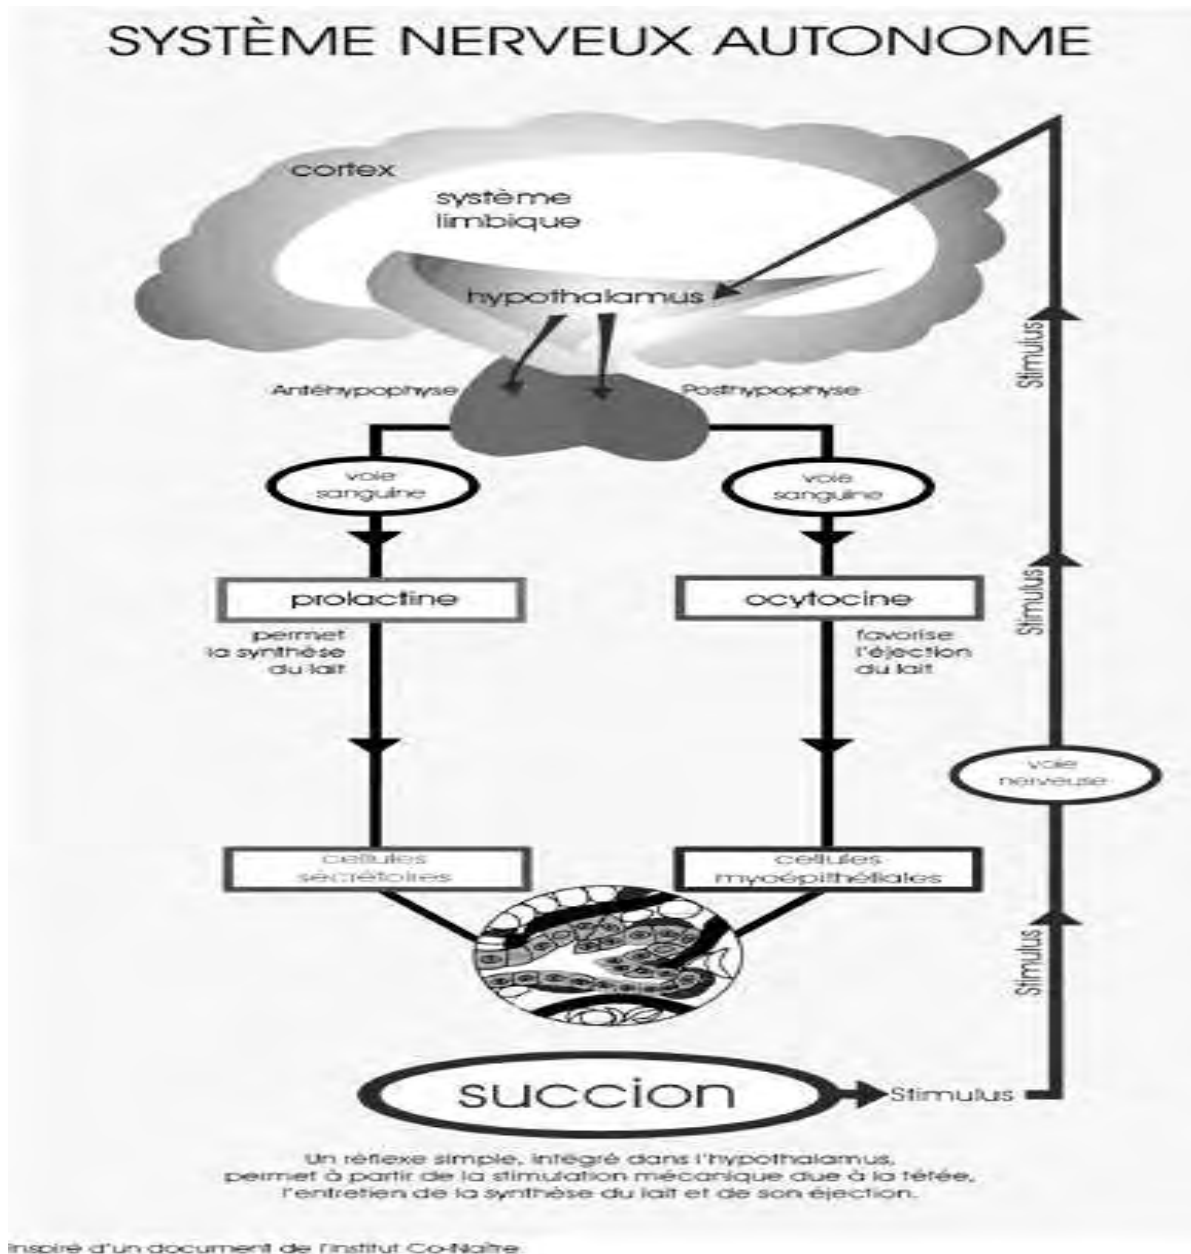 SYSTÈME NERVEUX AUTONOME
cortex
système
limbique
hypothalamus
Antéhypophyse
Posthypophyse
voie
sanguine
voie
sanguine
prolactine
ocytocine
permet
la synthèse
du lait
favorise
l'éjection
du lait
cellules
sécrétoires
cellules
myoépithéliales
voie
nerveuse
Stimulus
Stimulus
Stimulus
succion
Stimulus
Un réflexe simple, intégré dans l'hypothalamus,
permet à partir de la stimulation mécanique due à la tétée,
l'entretien de la synthèse du lait et de son éjection.
Inspiré d'un document de l'Institut Co-Naître